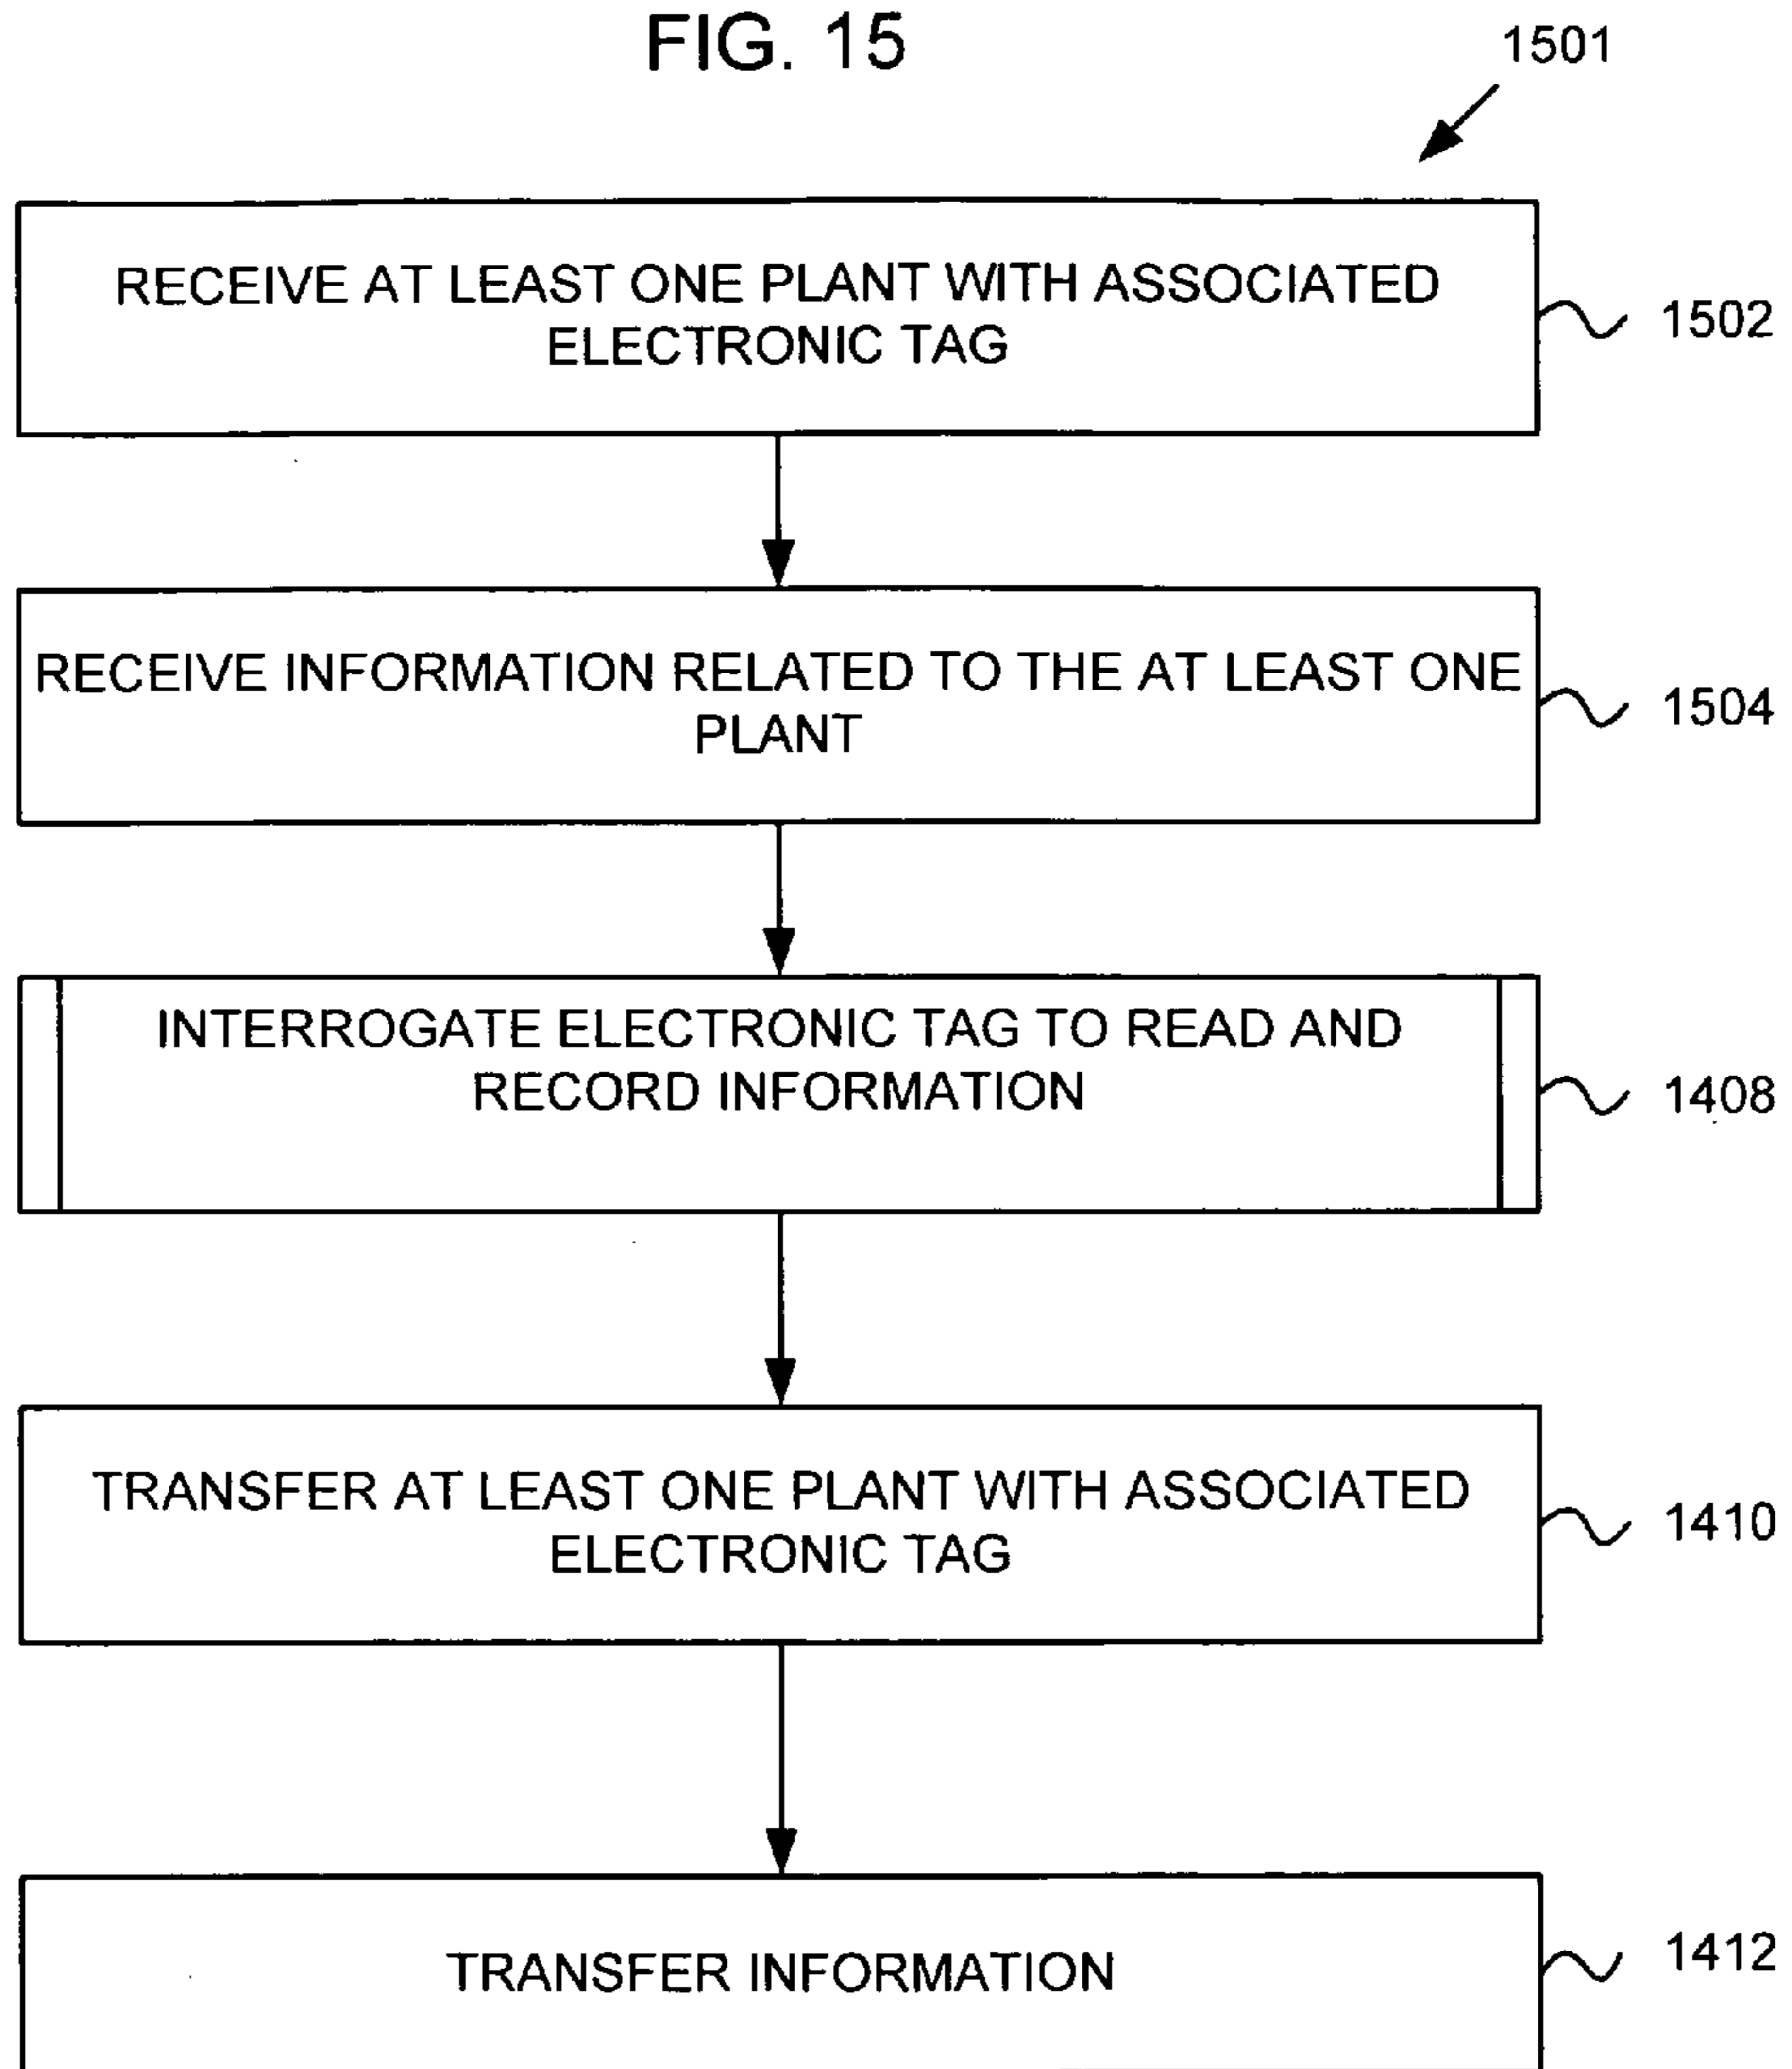 FIG. 15
1501
RECEIVE AT LEAST ONE PLANT WITH ASSOCIATED
ELECTRONIC TAG
1502
RECEIVE INFORMATION RELATED TO THE AT LEAST ONE
PLANT
1504
INTERROGATE ELECTRONIC TAG TO READ AND
RECORD INFORMATION
1408
TRANSFER AT LEAST ONE PLANT WITH ASSOCIATED
ELECTRONIC TAG
1410
TRANSFER INFORMATION
1412